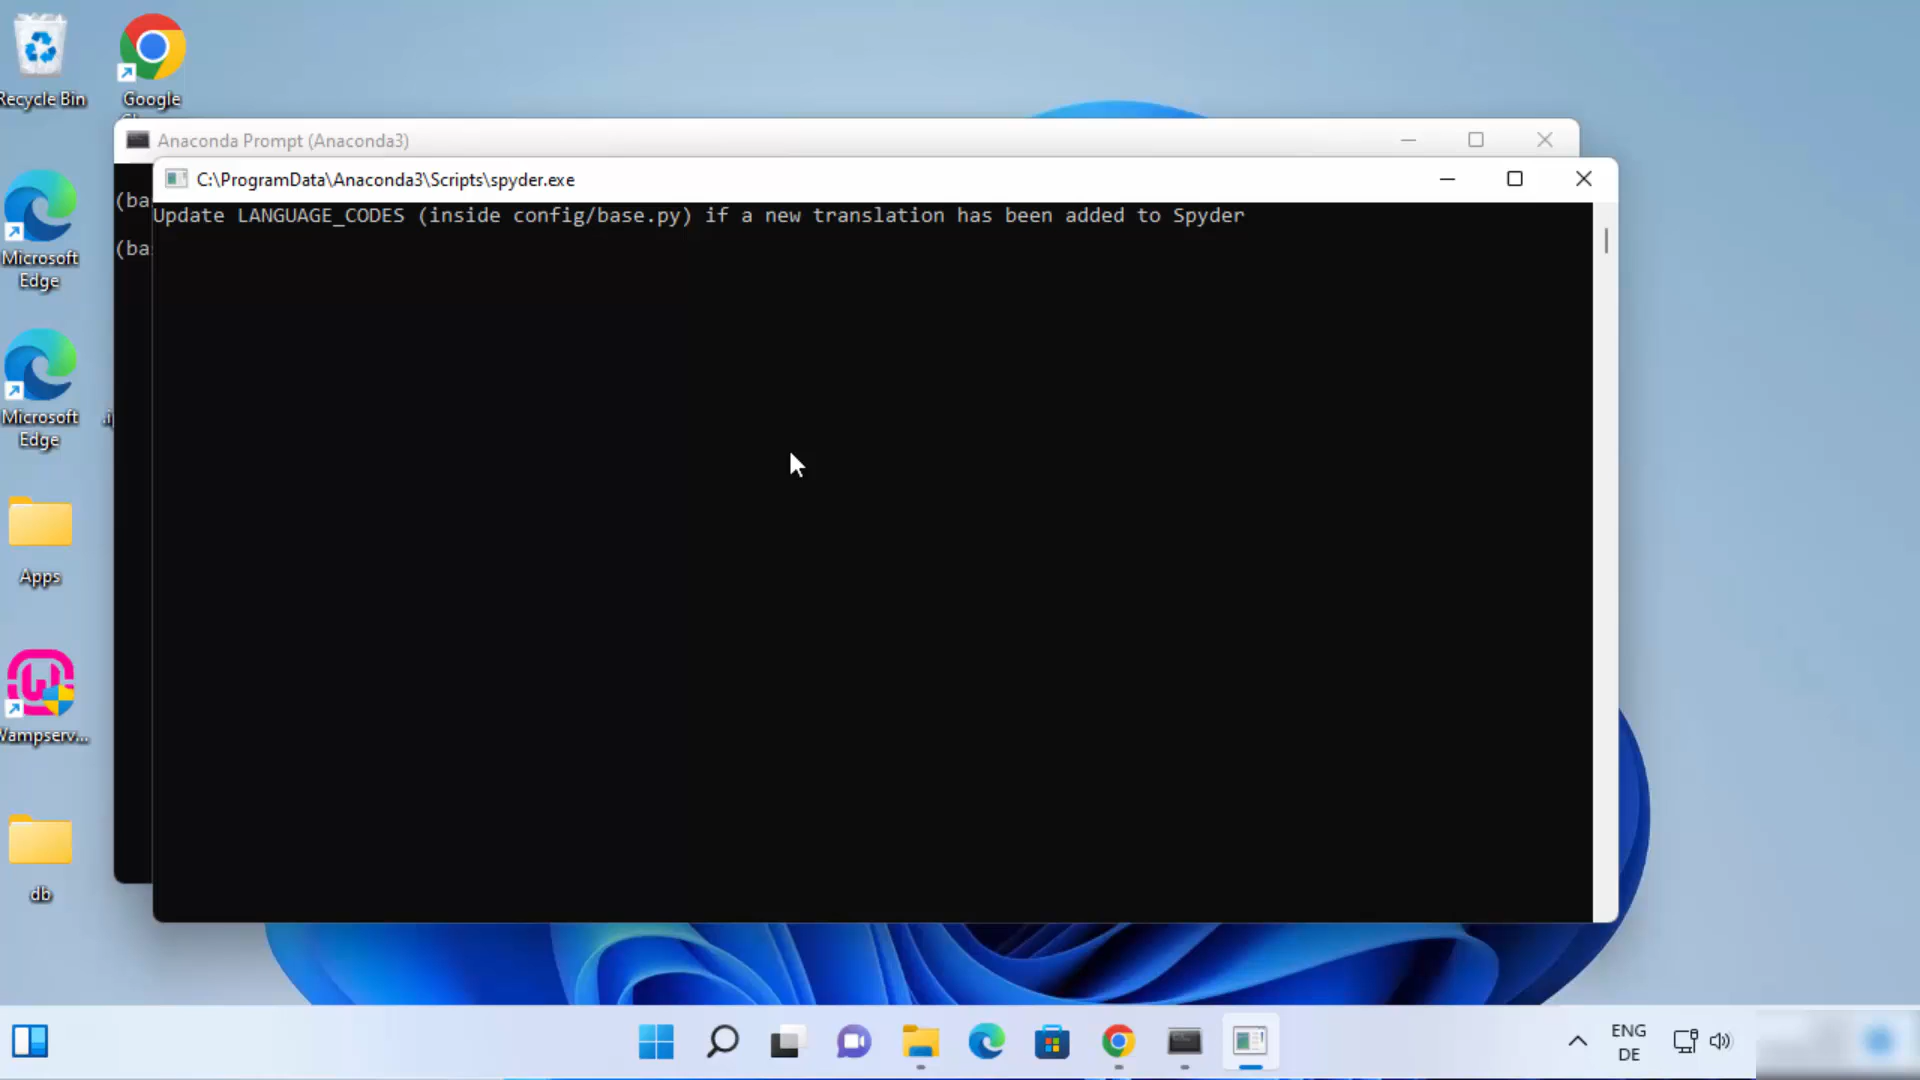 Recycle Bin
Google
Anaconda Prompt (Anaconda3)
C:\ProgramData\Anaconda3\Scripts\spyder.exe
(ba
Update LANGUAGE_CODES (inside config/base.py) if a new translation has been added to Spyder
(ba
Microsoft
Edge
Microsoft
Edge
Apps
Wampserv...
db
ENG
DE